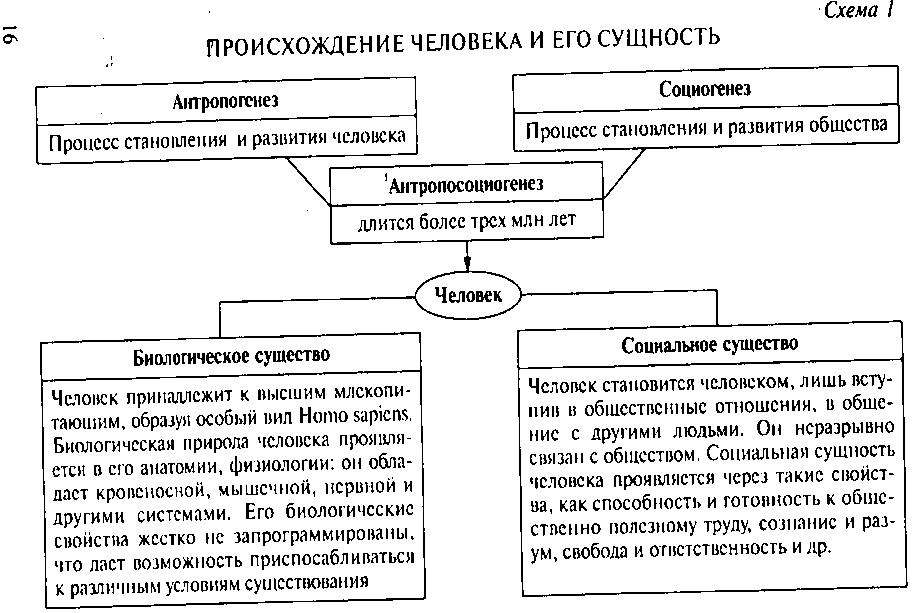 Схема 1
16
ПРОИСХОЖДЕНИЕ ЧЕЛОВЕКА И ЕГО СУЩНОСТЬ
Антропогенез
Процесс становления и развития человека
Социогенез
Процесс становления и развития общества
Антропосоциогенез
длится более трех млн лет
Человек
Биологическое существо
Человек принадлежит к высшим млекопи-
тающим, образуя особый вид Homo sapiens.
Биологическая природа человека проявля-
ется в его анатомии, физиологии: он обла-
дает кровеносной, мышечной, нервной и
другими системами. Его биологические
свойства жестко не запрограммированы,
что дает возможность приспосабливаться
к различным условиям существования
Социальное существо
Человек становится человеком, лишь всту-
пив в общественные отношения, в обще-
ние с другими людьми. Он неразрывно
связан с обществом. Социальная сущность
человека проявляется через такие свойст-
ва, как способность и готовность к обще-
ственно полезному труду, сознание и раз-
ум, свобода и ответственность и др.